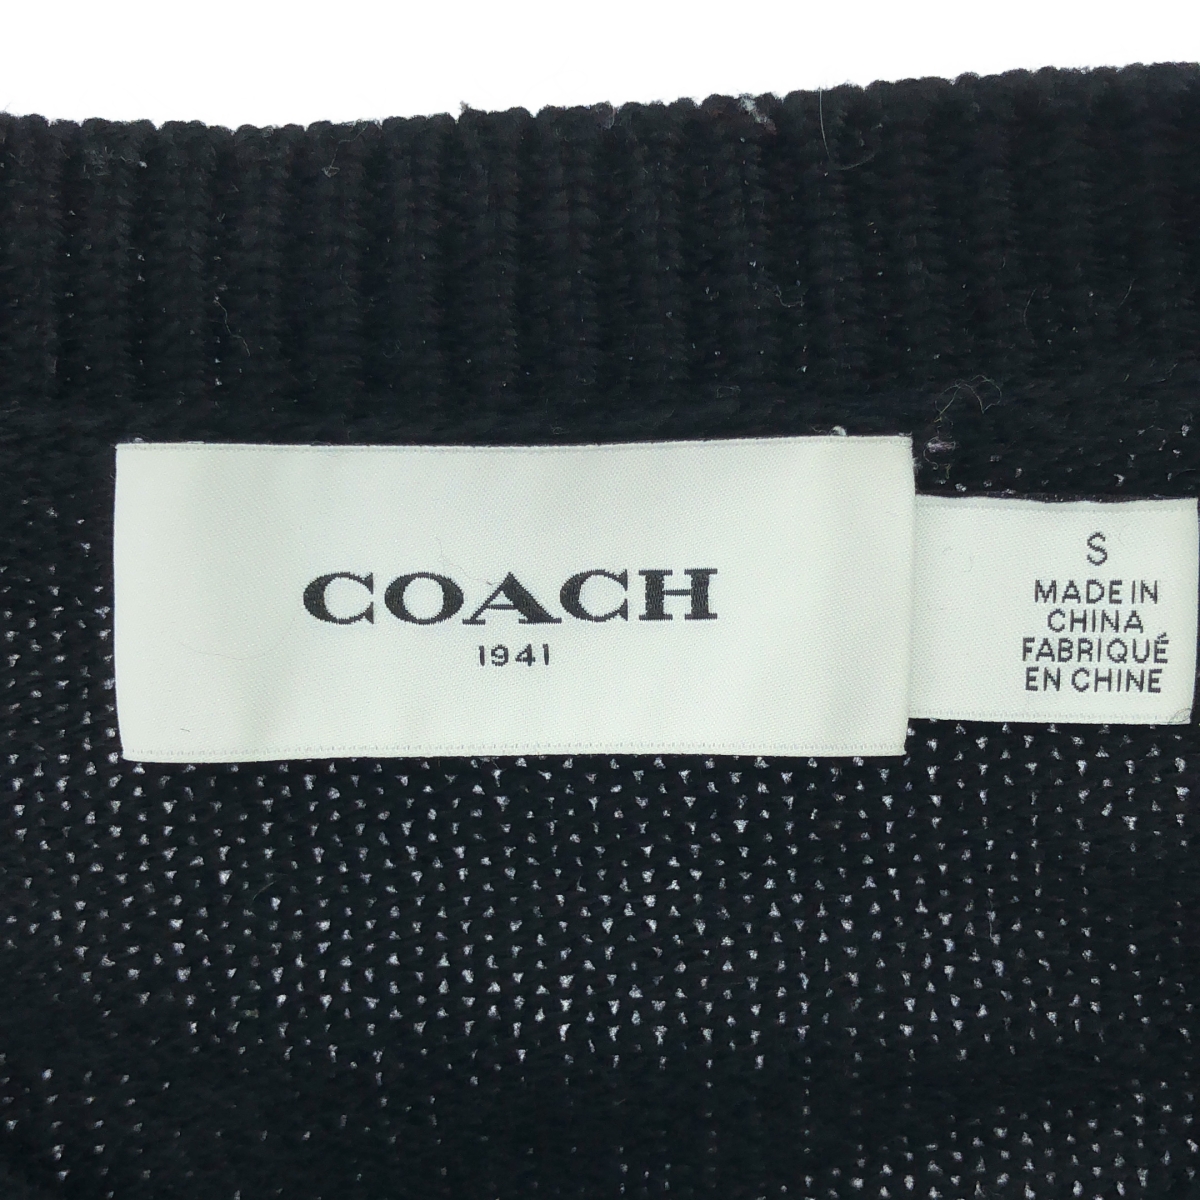 COACH
1941
S
MADE IN
CHINA
FABRIQUÉ
EN CHINE